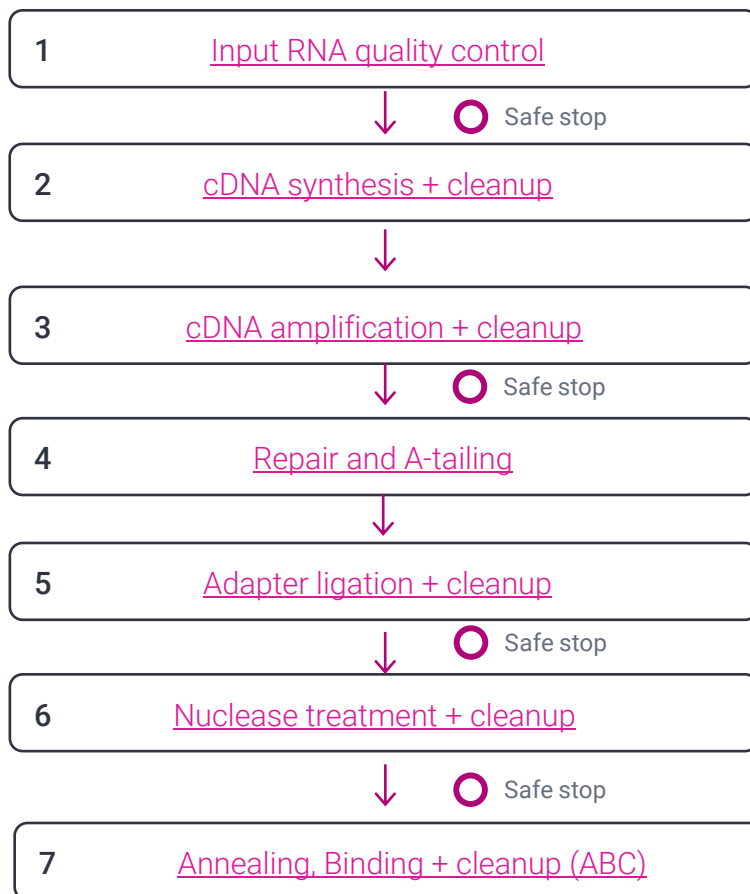 1 Input RNA quality control
Safe stop
2 cDNA synthesis + cleanup
3 cDNA amplification + cleanup
Safe stop
4 Repair and A-tailing
5 Adapter ligation + cleanup
Safe stop
6 Nuclease treatment + cleanup
Safe stop
7 Annealing, Binding + cleanup (ABC)